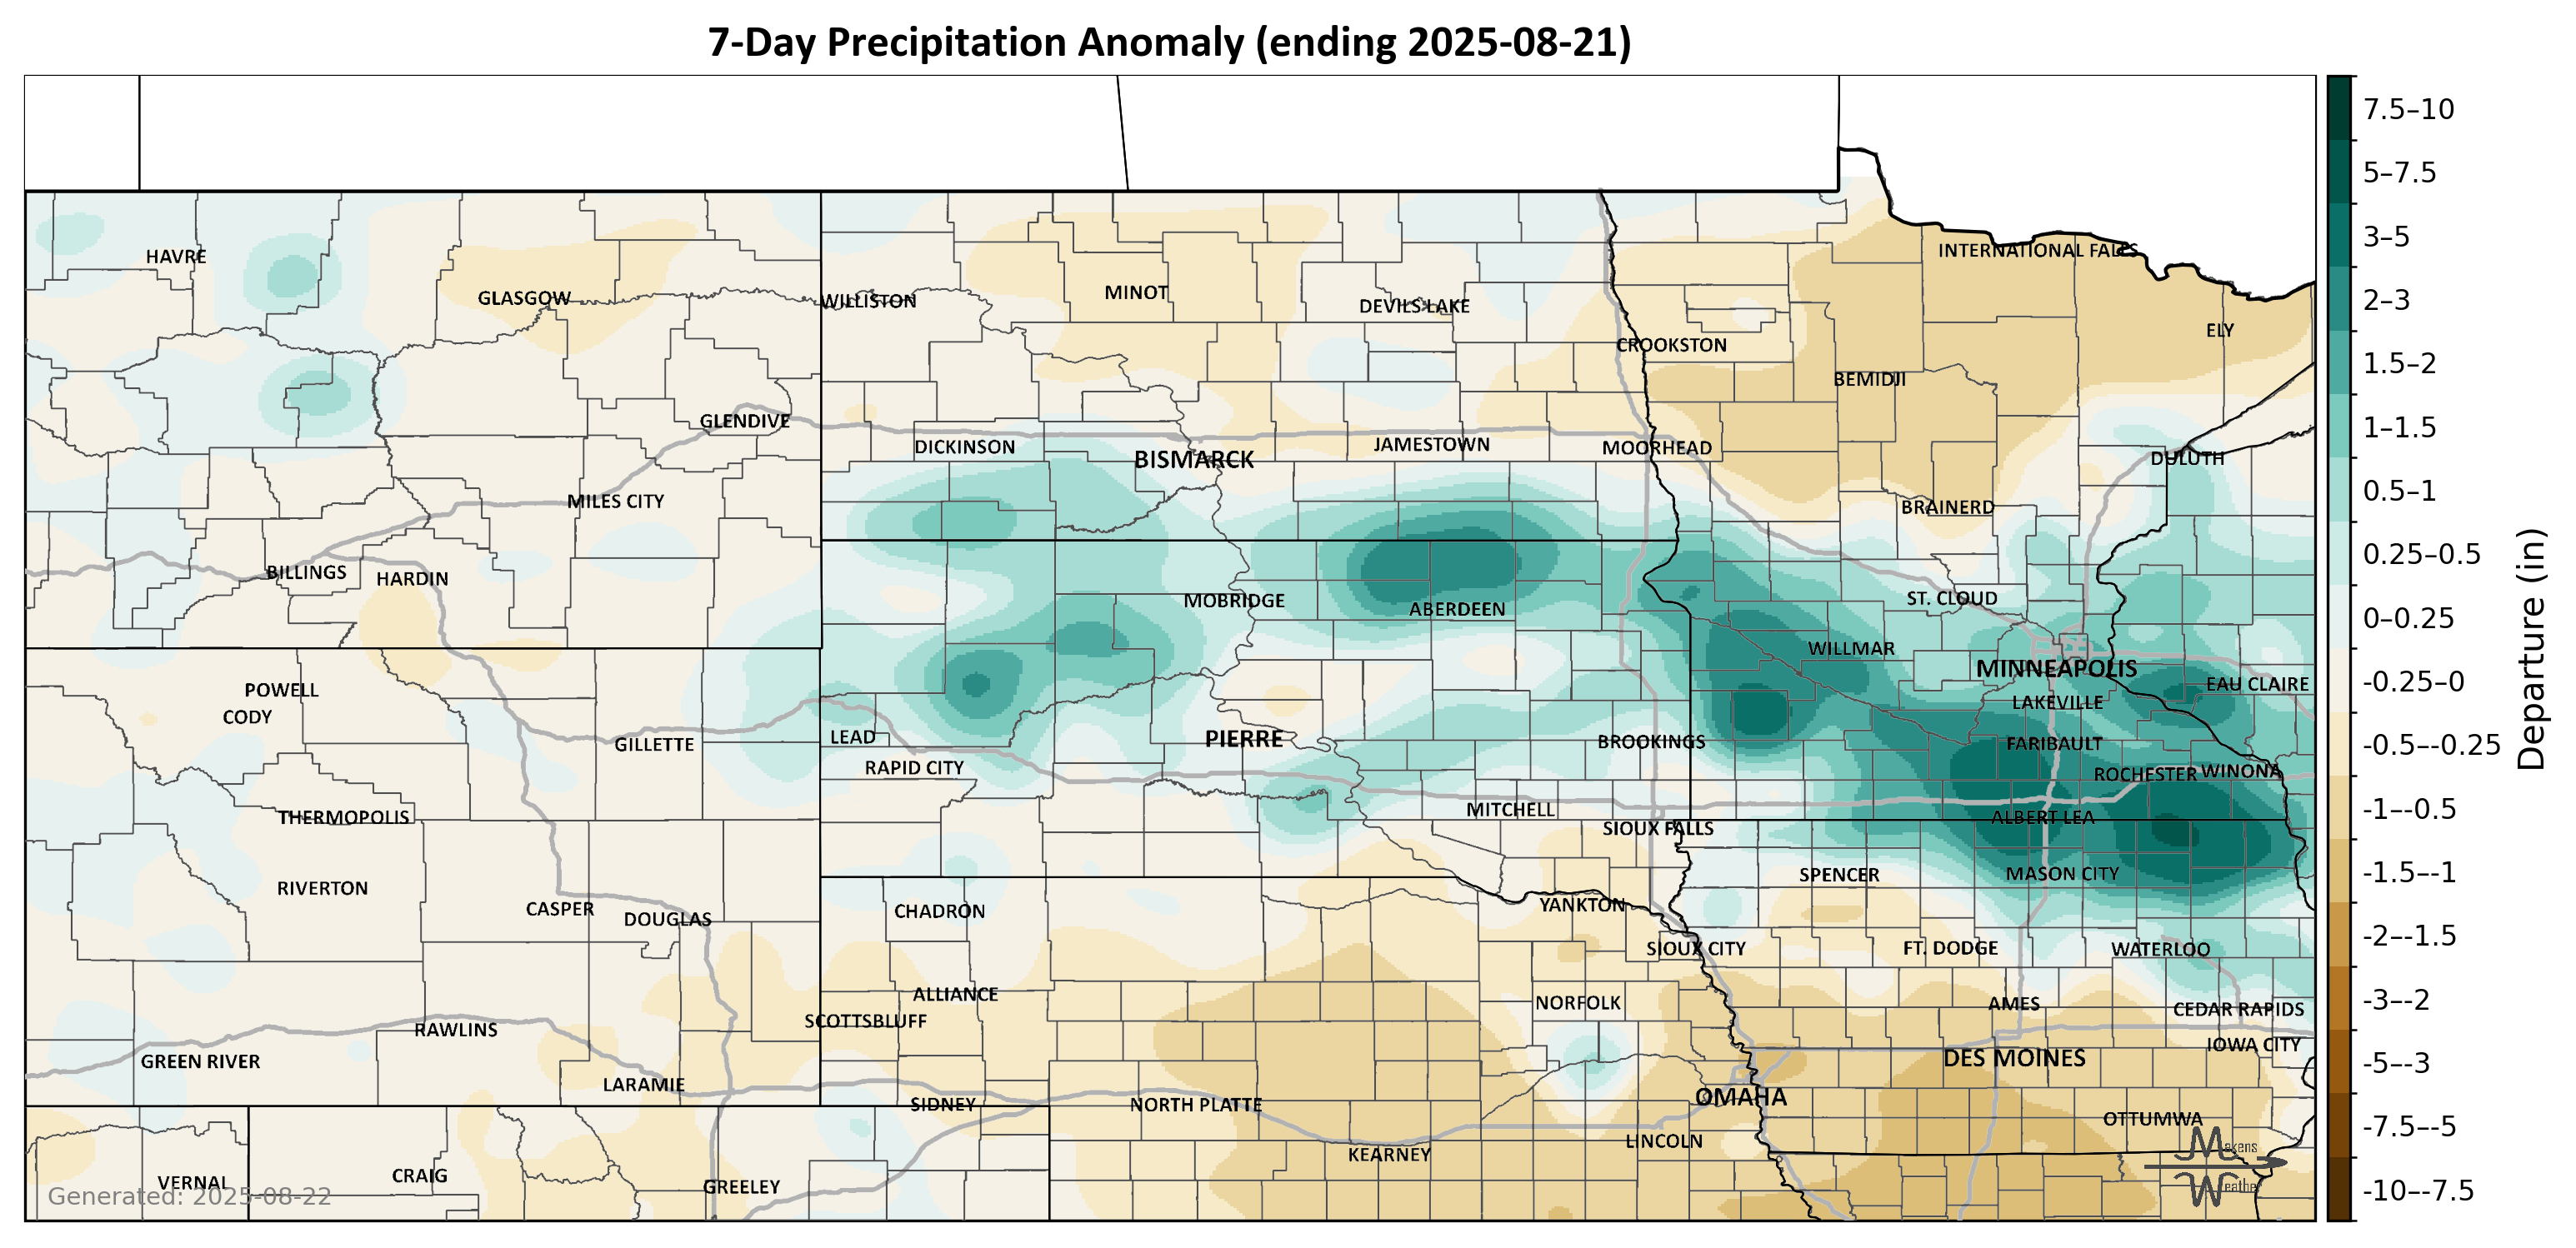 7-Day Precipitation Anomaly (ending 2025-08-21)
7.5–10
5–7.5
3–5
2–3
1.5–2
1–1.5
0.5–1
0.25–0.5
0–0.25
-0.25–0
-0.5–-0.25
-1–-0.5
-1.5–-1
-2–-1.5
-3–-2
-5–-3
-7.5–-5
-10–-7.5
Departure (in)
HAVRE
INTERNATIONAL FALLS
GLASGOW
WILLISTON
MINOT
DEVILS LAKE
ELY
CROOKSTON
BEMIDJI
GLENDIVE
DICKINSON
BISMARCK
JAMESTOWN
MOORHEAD
DULUTH
MILES CITY
BRAINERD
BILLINGS
HARDIN
MOBRIDGE
ABERDEEN
ST. CLOUD
WILLMAR
MINNEAPOLIS
POWELL
EAU CLAIRE
CODY
LAKEVILLE
GILLETTE
LEAD
PIERRE
BROOKINGS
FARIBAULT
RAPID CITY
ROCHESTER
WINONA
THERMOPOLIS
MITCHELL
ALBERT LEA
SIOUX FALLS
RIVERTON
SPENCER
MASON CITY
CASPER
DOUGLAS
CHADRON
YANKTON
SIOUX CITY
FT. DODGE
WATERLOO
ALLIANCE
NORFOLK
AMES
CEDAR RAPIDS
SCOTTSBLUFF
RAWLINS
GREEN RIVER
DES MOINES
IOWA CITY
LARAMIE
SIDNEY
NORTH PLATTE
OMAHA
OTTUMWA
LINCOLN
KEARNEY
VERNAL
CRAIG
GREELEY
Makens
Weather
Generated: 2025-08-22